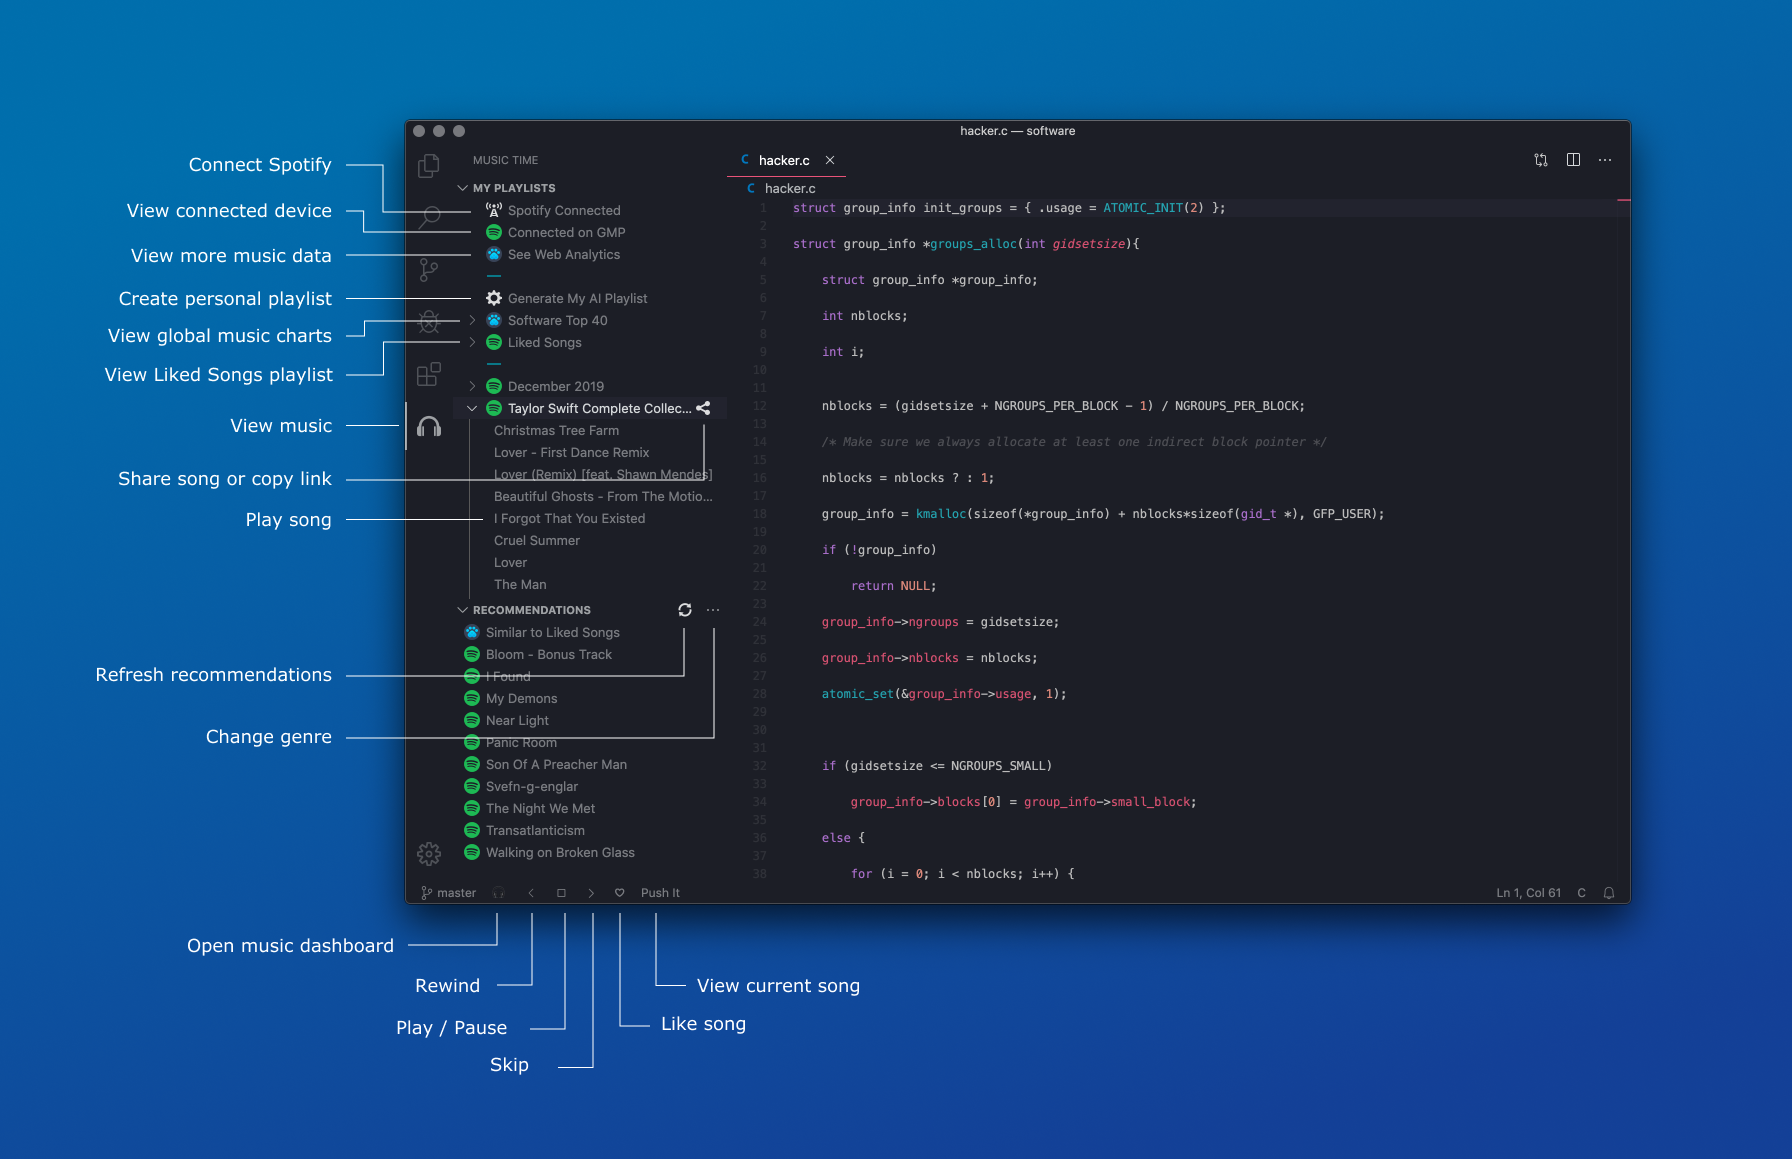 hacker.c — software
Connect Spotify
View connected device
View more music data
Create personal playlist
View global music charts
View Liked Songs playlist
View music
Share song or copy link
Play song
Refresh recommendations
Change genre
MUSIC TIME
MY PLAYLISTS
Spotify Connected
Connected on GMP
See Web Analytics
Generate My AI Playlist
Software Top 40
Liked Songs
December 2019
Taylor Swift Complete Collec...
Christmas Tree Farm
Lover - First Dance Remix
Lover (Remix) [feat. Shawn Mendes]
Beautiful Ghosts - From The Motio...
I Forgot That You Existed
Cruel Summer
Lover
The Man
RECOMMENDATIONS
Similar to Liked Songs
Bloom - Bonus Track
I Found
My Demons
Near Light
Panic Room
Son Of A Preacher Man
Svefn-g-englar
The Night We Met
Transatlanticism
Walking on Broken Glass
C hacker.c
C hacker.c
1 struct group_info init_groups = { .usage = ATOMIC_INIT(2) };
2
3 struct group_info *groups_alloc(int gidsetsize){
4
5 struct group_info *group_info;
6
7 int nblocks;
8
9 int i;
10
11
12 nblocks = (gidsetsize + NGROUPS_PER_BLOCK - 1) / NGROUPS_PER_BLOCK;
13
14 /* Make sure we always allocate at least one indirect block pointer */
15
16 nblocks = nblocks ? : 1;
17
18 group_info = kmalloc(sizeof(*group_info) + nblocks*sizeof(gid_t *), GFP_USER);
19
20 if (!group_info)
21
22 return NULL;
23
24 group_info->ngroups = gidsetsize;
25
26 group_info->nblocks = nblocks;
27
28 atomic_set(&group_info->usage, 1);
29
30
31
32 if (gidsetsize <= NGROUPS_SMALL)
33
34 group_info->blocks[0] = group_info->small_block;
35
36 else {
37
38 for (i = 0; i < nblocks; i++) {
master
Push It
Ln 1, Col 61 C
Open music dashboard
Rewind
View current song
Play / Pause
Like song
Skip